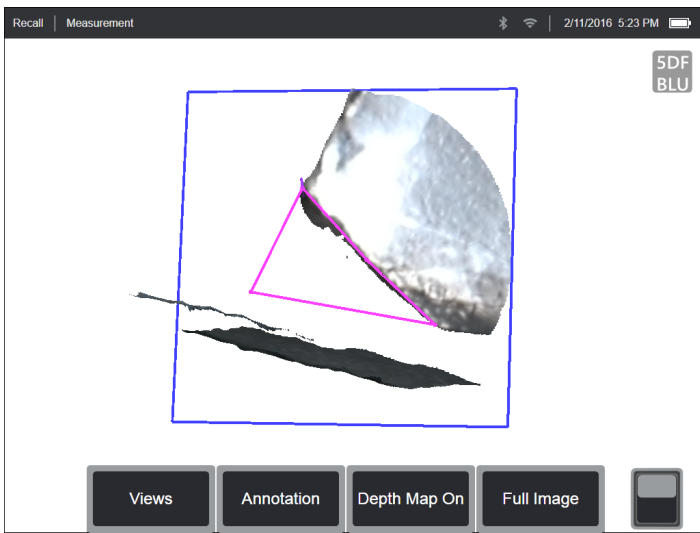 Recall | Measurement
2/11/2016 5:23 PM
5DF
BLU
Views
Annotation
Depth Map On
Full Image